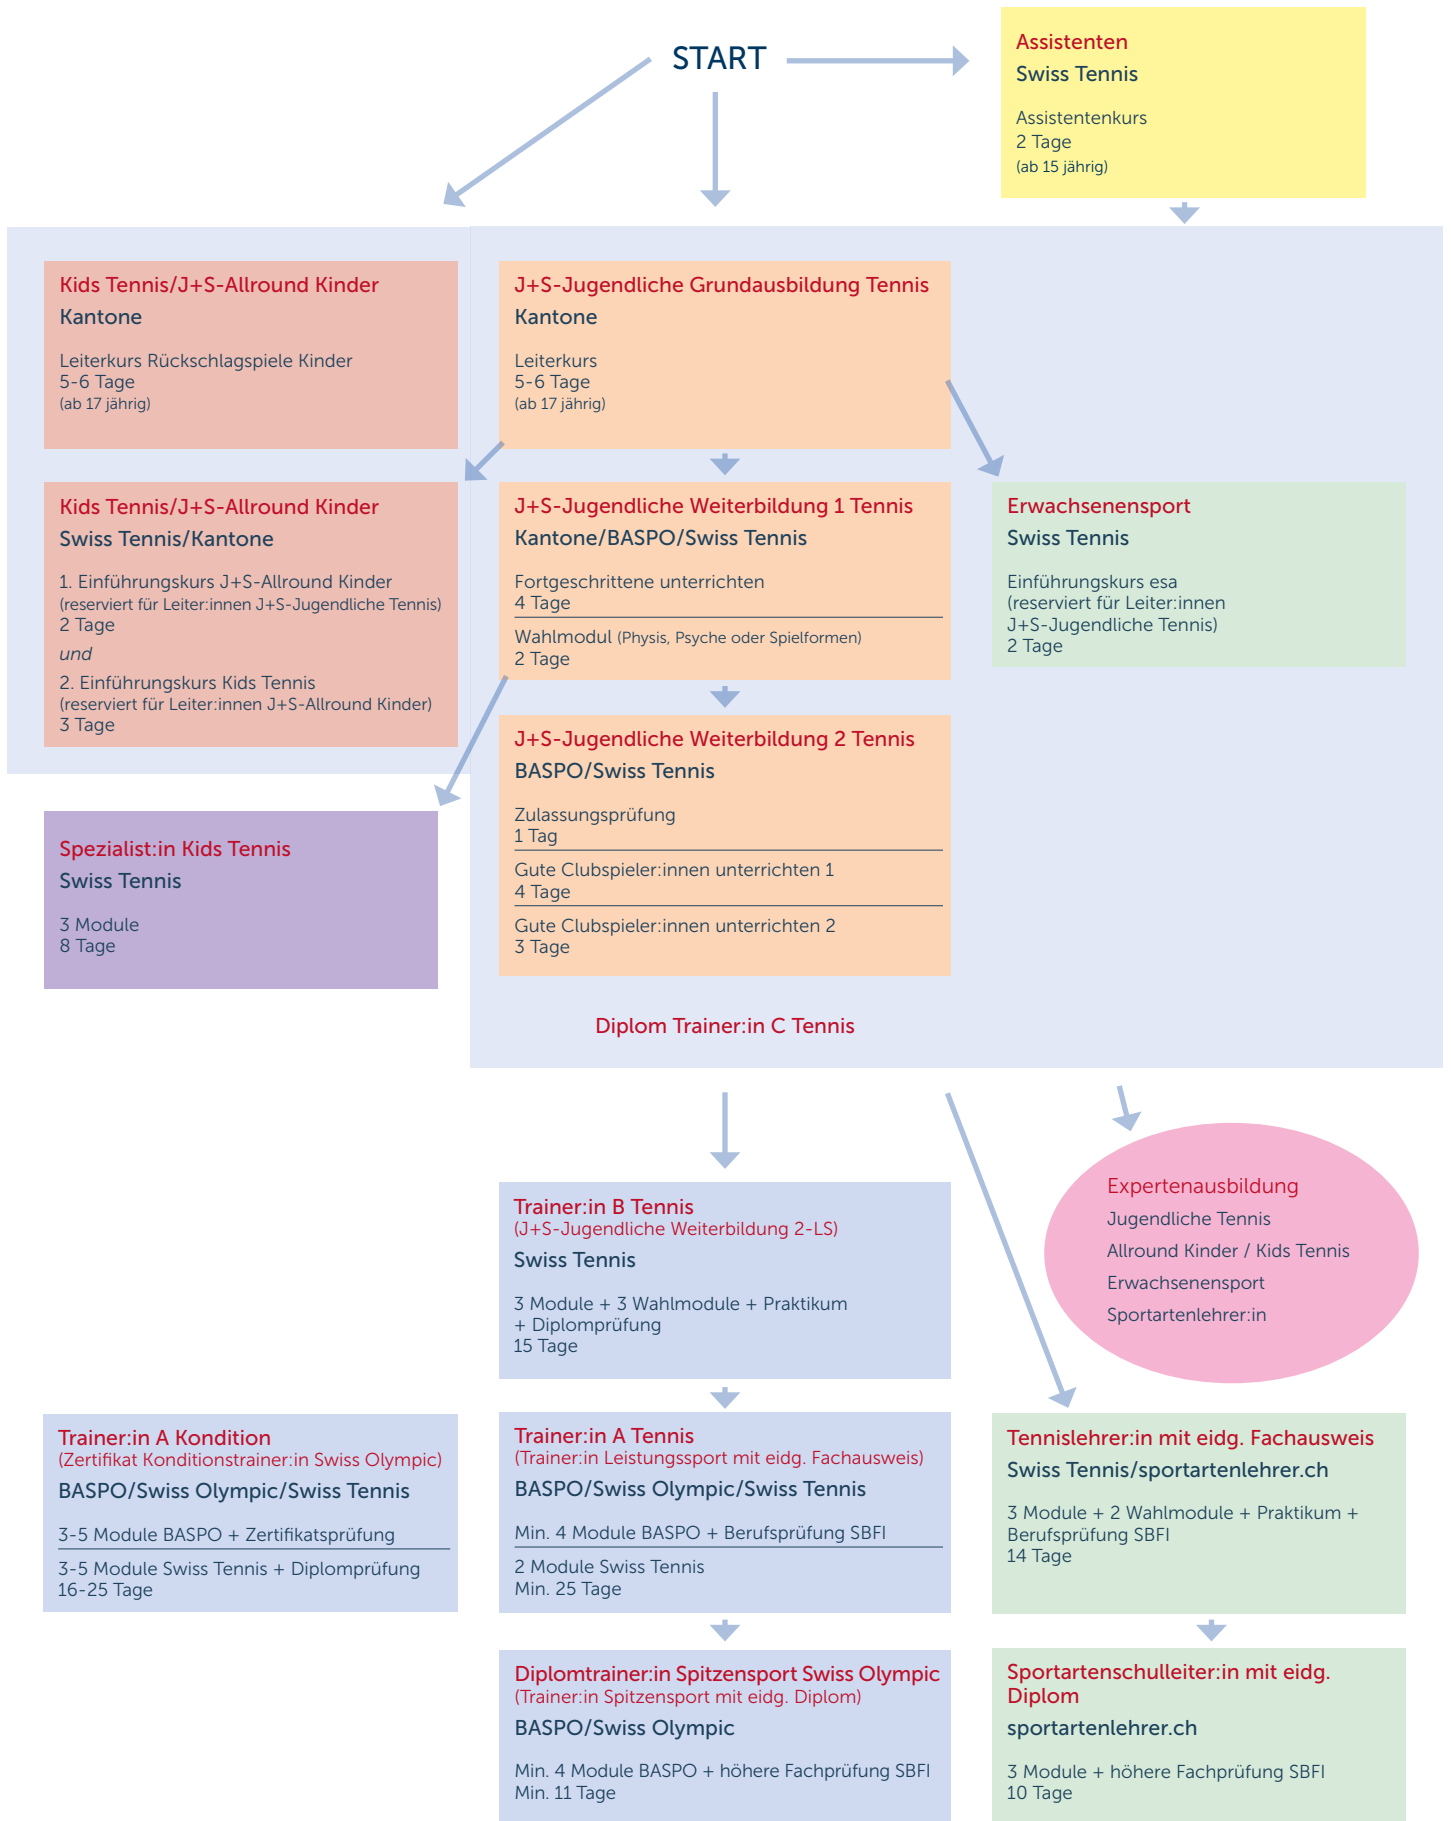 START
Assistenten
Swiss Tennis
Assistentenkurs
2 Tage
(ab 15 jährig)
Kids Tennis/J+S-Allround Kinder
Kantone
Leiterkurs Rückschlagspiele Kinder
5-6 Tage
(ab 17 jährig)
J+S-Jugendliche Grundausbildung Tennis
Kantone
Leiterkurs
5-6 Tage
(ab 17 jährig)
Kids Tennis/J+S-Allround Kinder
Swiss Tennis/Kantone
1. Einführungskurs J+S-Allround Kinder
(reserviert für Leiter:innen J+S-Jugendliche Tennis)
2 Tage
und
2. Einführungskurs Kids Tennis
(reserviert für Leiter:innen J+S-Allround Kinder)
3 Tage
J+S-Jugendliche Weiterbildung 1 Tennis
Kantone/BASPO/Swiss Tennis
Fortgeschrittene unterrichten
4 Tage
Wahlmodul (Physis, Psyche oder Spielformen)
2 Tage
Erwachsenensport
Swiss Tennis
Einführungskurs esa
(reserviert für Leiter:innen
J+S-Jugendliche Tennis)
2 Tage
J+S-Jugendliche Weiterbildung 2 Tennis
BASPO/Swiss Tennis
Zulassungsprüfung
1 Tag
Gute Clubspieler:innen unterrichten 1
4 Tage
Gute Clubspieler:innen unterrichten 2
3 Tage
Spezialist:in Kids Tennis
Swiss Tennis
3 Module
8 Tage
Diplom Trainer:in C Tennis
Expertenausbildung
Jugendliche Tennis
Allround Kinder / Kids Tennis
Erwachsenensport
Sportartenlehrer:in
Trainer:in B Tennis
(J+S-Jugendliche Weiterbildung 2-LS)
Swiss Tennis
3 Module + 3 Wahlmodule + Praktikum
+ Diplomprüfung
15 Tage
Trainer:in A Kondition
(Zertifikat Konditionstrainer:in Swiss Olympic)
BASPO/Swiss Olympic/Swiss Tennis
3-5 Module BASPO + Zertifikatsprüfung
3-5 Module Swiss Tennis + Diplomprüfung
16-25 Tage
Trainer:in A Tennis
(Trainer:in Leistungssport mit eidg. Fachausweis)
BASPO/Swiss Olympic/Swiss Tennis
Min. 4 Module BASPO + Berufsprüfung SBFI
2 Module Swiss Tennis
Min. 25 Tage
Tennislehrer:in mit eidg. Fachausweis
Swiss Tennis/sportartenlehrer.ch
3 Module + 2 Wahlmodule + Praktikum +
Berufsprüfung SBFI
14 Tage
Diplomtrainer:in Spitzensport Swiss Olympic
(Trainer:in Spitzensport mit eidg. Diplom)
BASPO/Swiss Olympic
Min. 4 Module BASPO + höhere Fachprüfung SBFI
Min. 11 Tage
Sportartenschulleiter:in mit eidg.
Diplom
sportartenlehrer.ch
3 Module + höhere Fachprüfung SBFI
10 Tage